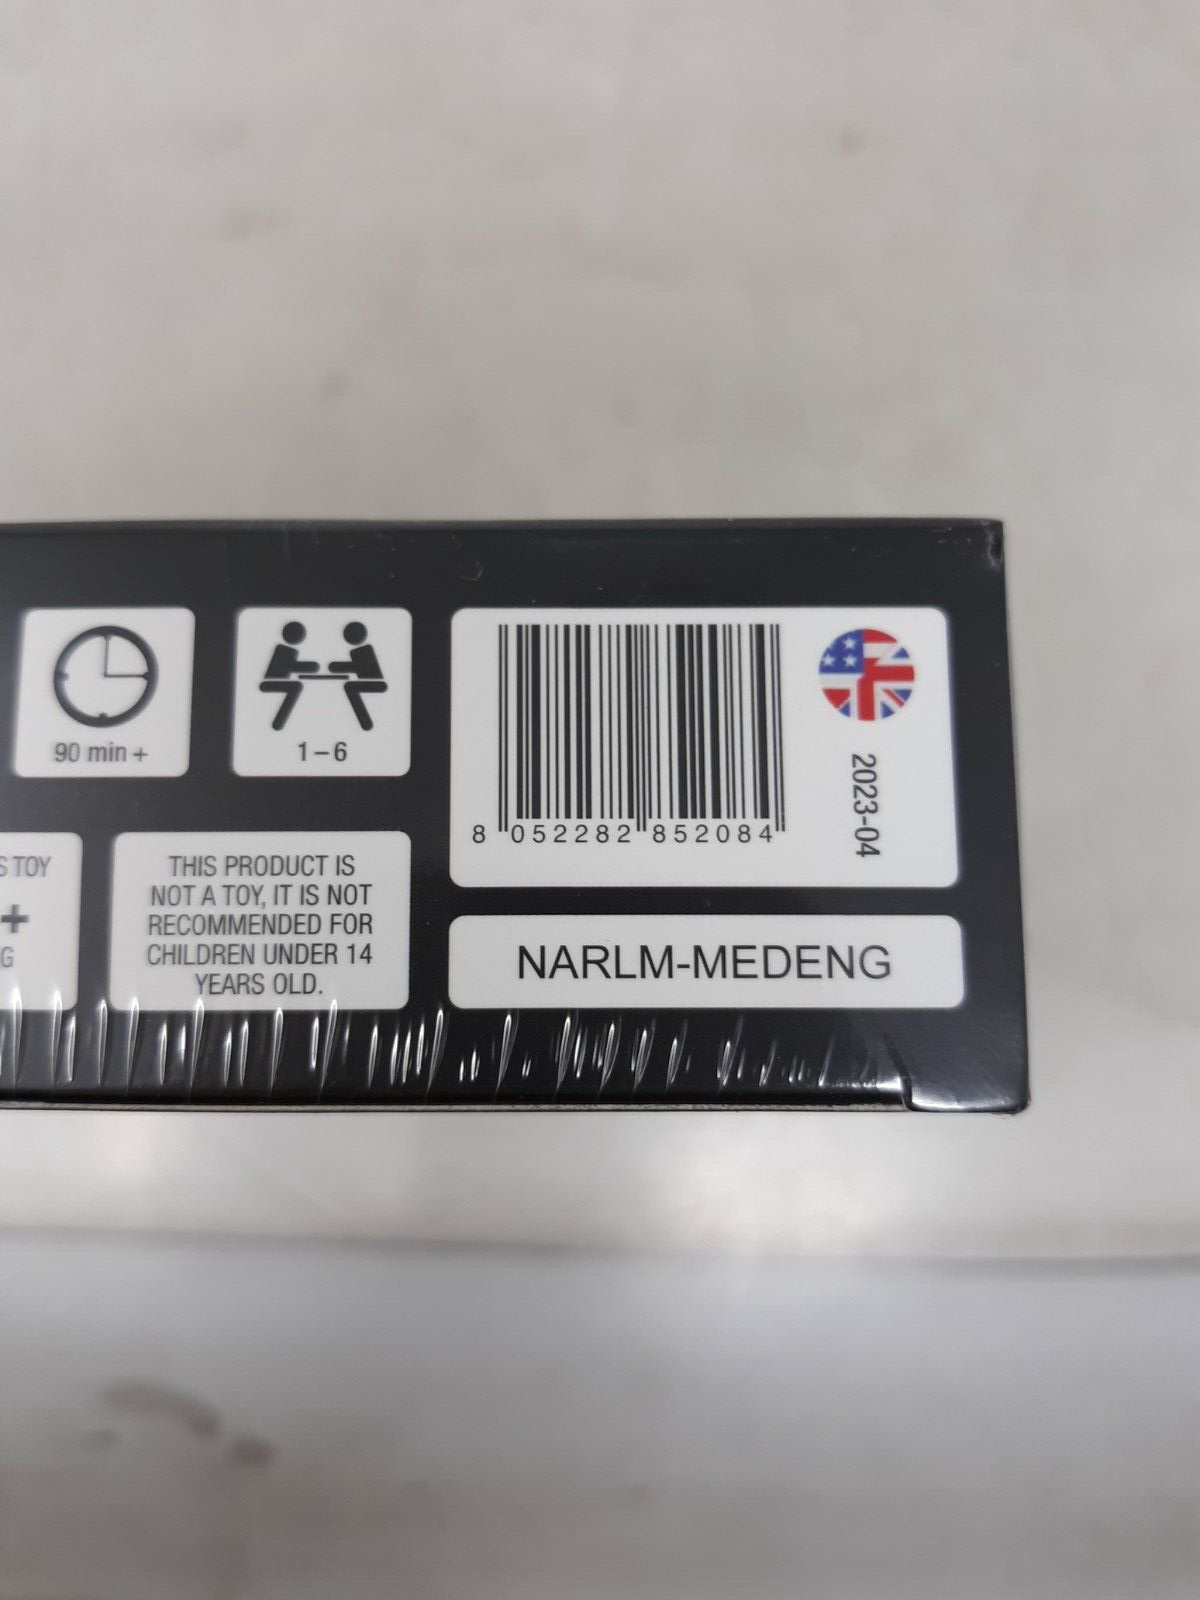 90 min +
1–6
8 052282 852084
2023-04
S TOY
+
G
THIS PRODUCT IS
NOT A TOY, IT IS NOT
RECOMMENDED FOR
CHILDREN UNDER 14
YEARS OLD.
NARLM-MEDENG